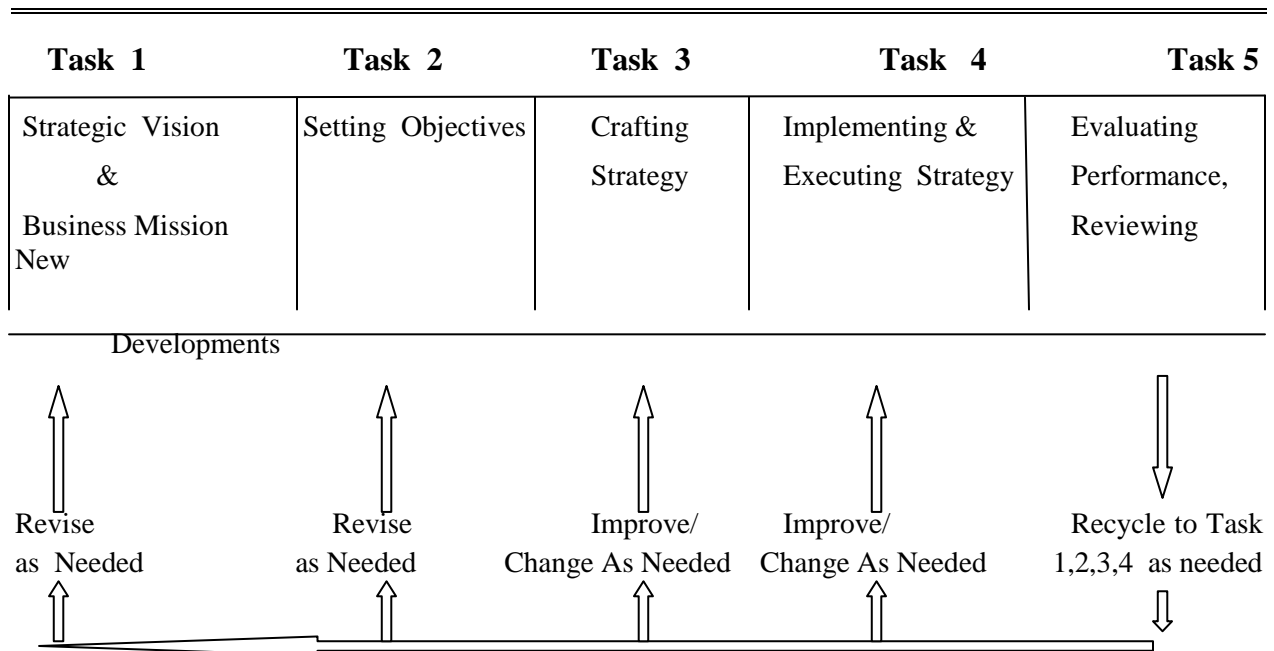 Task 1 Task 2 Task 3 Task 4 Task 5
Strategic Vision
&
Business Mission
New
Setting Objectives
Crafting
Strategy
Implementing &
Executing Strategy
Evaluating
Performance,
Reviewing
Developments
Revise
as Needed
Revise
as Needed
Improve/
Change As Needed
Improve/
Change As Needed
Recycle to Task
1,2,3,4 as needed